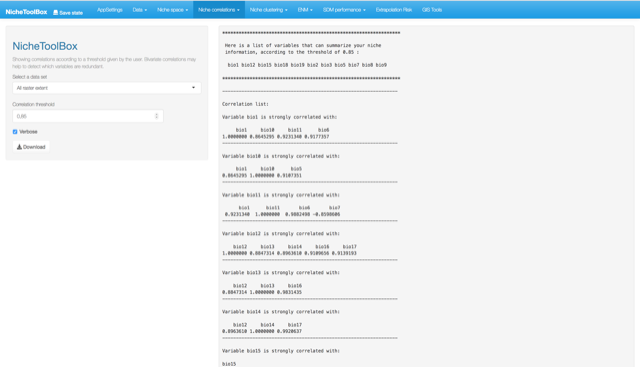 NicheToolBox Save state AppSettings Data Niche space Niche correlations Niche clustering ENM SDM performance Extrapolation Risk GIS Tools
NicheToolBox
Showing correlations according to a threshold given by the user. Bivariate correlations may
help to detect which variables are redundant.
Select a data set
All raster extent
Correlation threshold
0,85
Verbose
Download
*******************************************************************
Here is a list of variables that can summarize your niche
information, according to the threshold of 0.85 :
bio1 bio12 bio15 bio18 bio19 bio2 bio3 bio5 bio7 bio8 bio9
*******************************************************************
------------------------------------------------------------------
Correlation list:
Variable bio1 is strongly correlated with:
bio1 bio10 bio11 bio6
1.0000000 0.8645295 0.9231340 0.9177357
------------------------------------------------------------------
Variable bio10 is strongly correlated with:
bio1 bio10 bio5
0.8645295 1.0000000 0.9107351
------------------------------------------------------------------
Variable bio11 is strongly correlated with:
bio1 bio11 bio6 bio7
0.9231340 1.0000000 0.9882498 -0.8598606
------------------------------------------------------------------
Variable bio12 is strongly correlated with:
bio12 bio13 bio14 bio16 bio17
1.0000000 0.8847314 0.8963610 0.9109656 0.9139193
------------------------------------------------------------------
Variable bio13 is strongly correlated with:
bio12 bio13 bio16
0.8847314 1.0000000 0.9831435
------------------------------------------------------------------
Variable bio14 is strongly correlated with:
bio12 bio14 bio17
0.8963610 1.0000000 0.9920637
------------------------------------------------------------------
Variable bio15 is strongly correlated with:
bio15